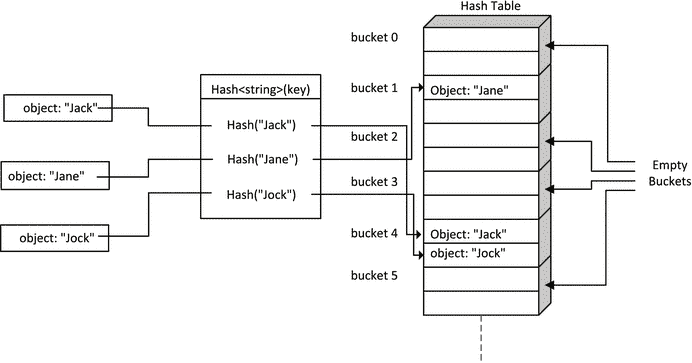 Hash Table
bucket 0
bucket 1
Object: "Jane"
Hash<string>(key)
object: "Jack"
Hash("Jack")
bucket 2
object: "Jane"
Hash("Jane")
Empty
Buckets
bucket 3
Hash("Jock")
object: "Jock"
bucket 4
Object: "Jack"
object: "Jock"
bucket 5